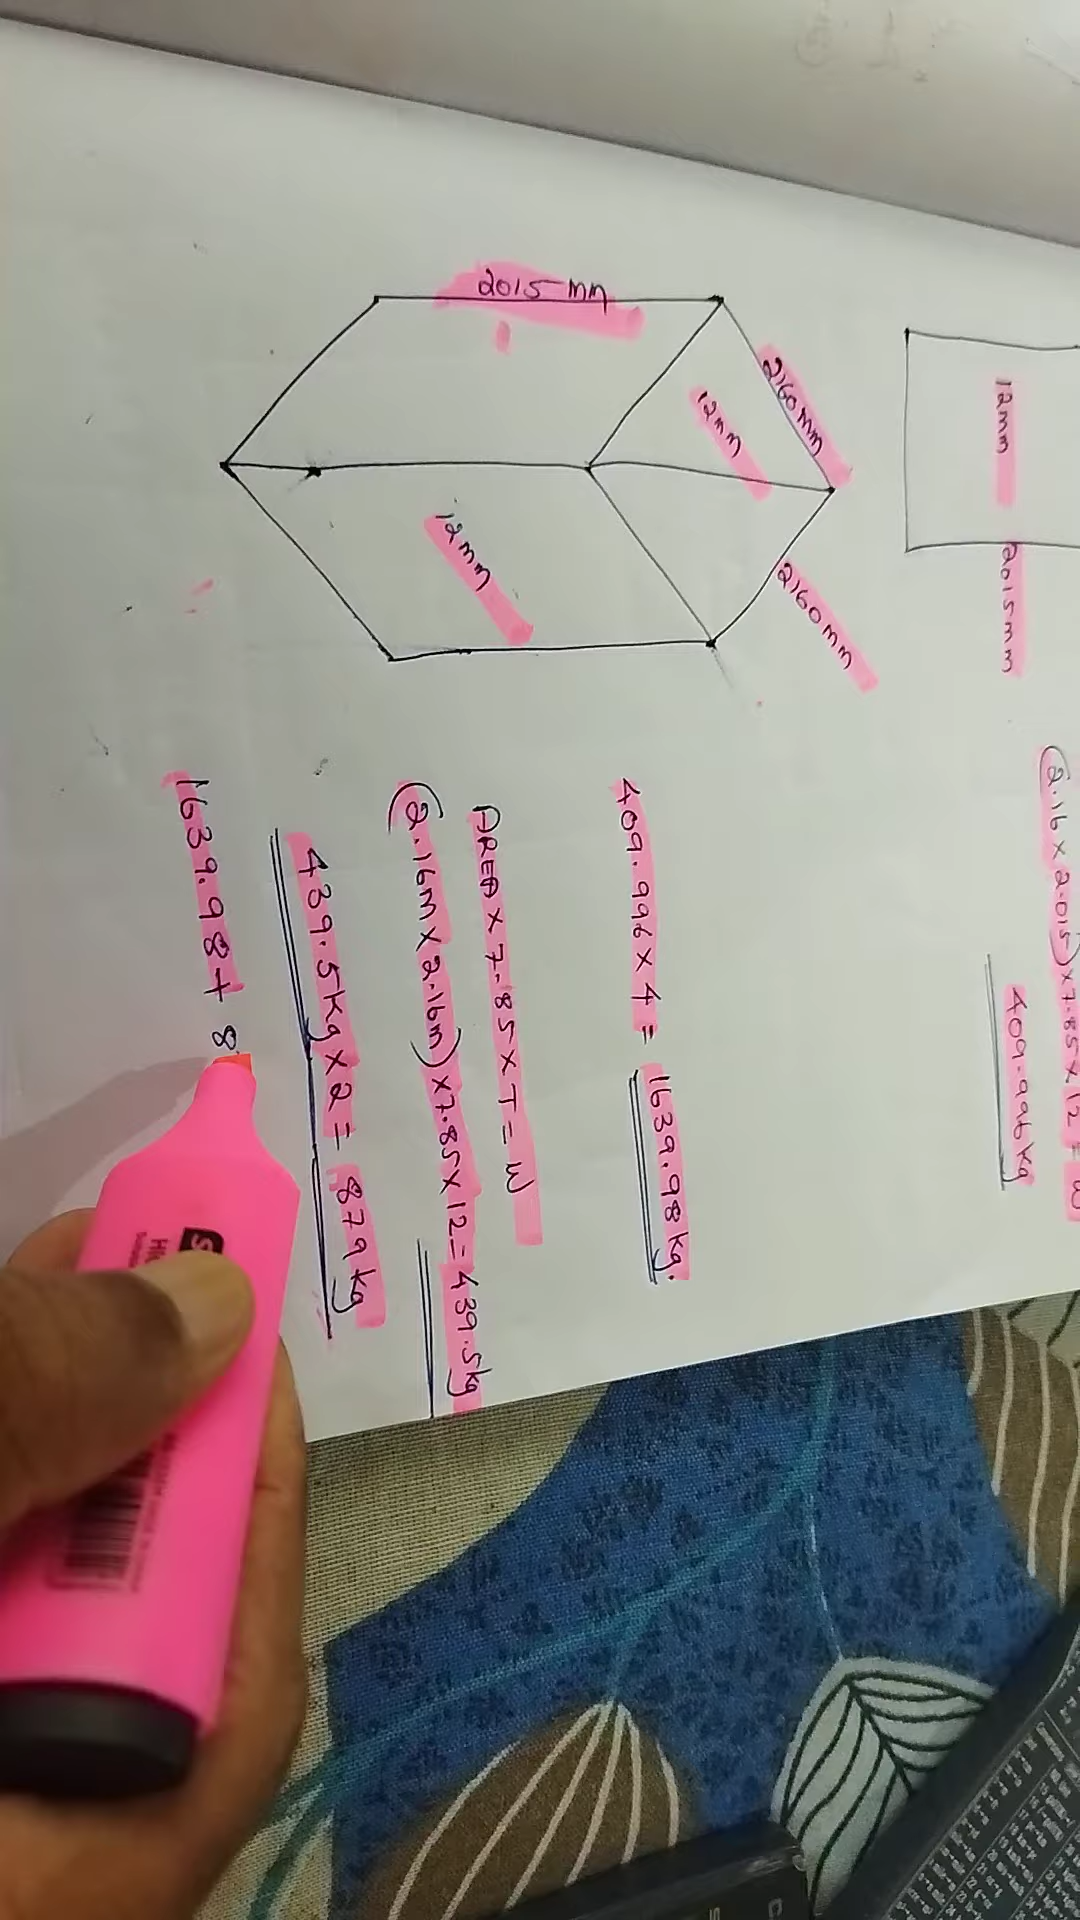 12mm
2015mm
(2.16 x 2.015) x 7.85 x 12 = W
409.996 kg
2015 mm
2160 mm
12mm
12mm
2160 mm
409.996 x 4 = 1639.98 kg.
AREA x 7.85 x T = W
(2.16m x 2.16m) x 7.85 x 12 = 439.5kg
439.5kg x 2 = 879 kg
1639.98 + 8